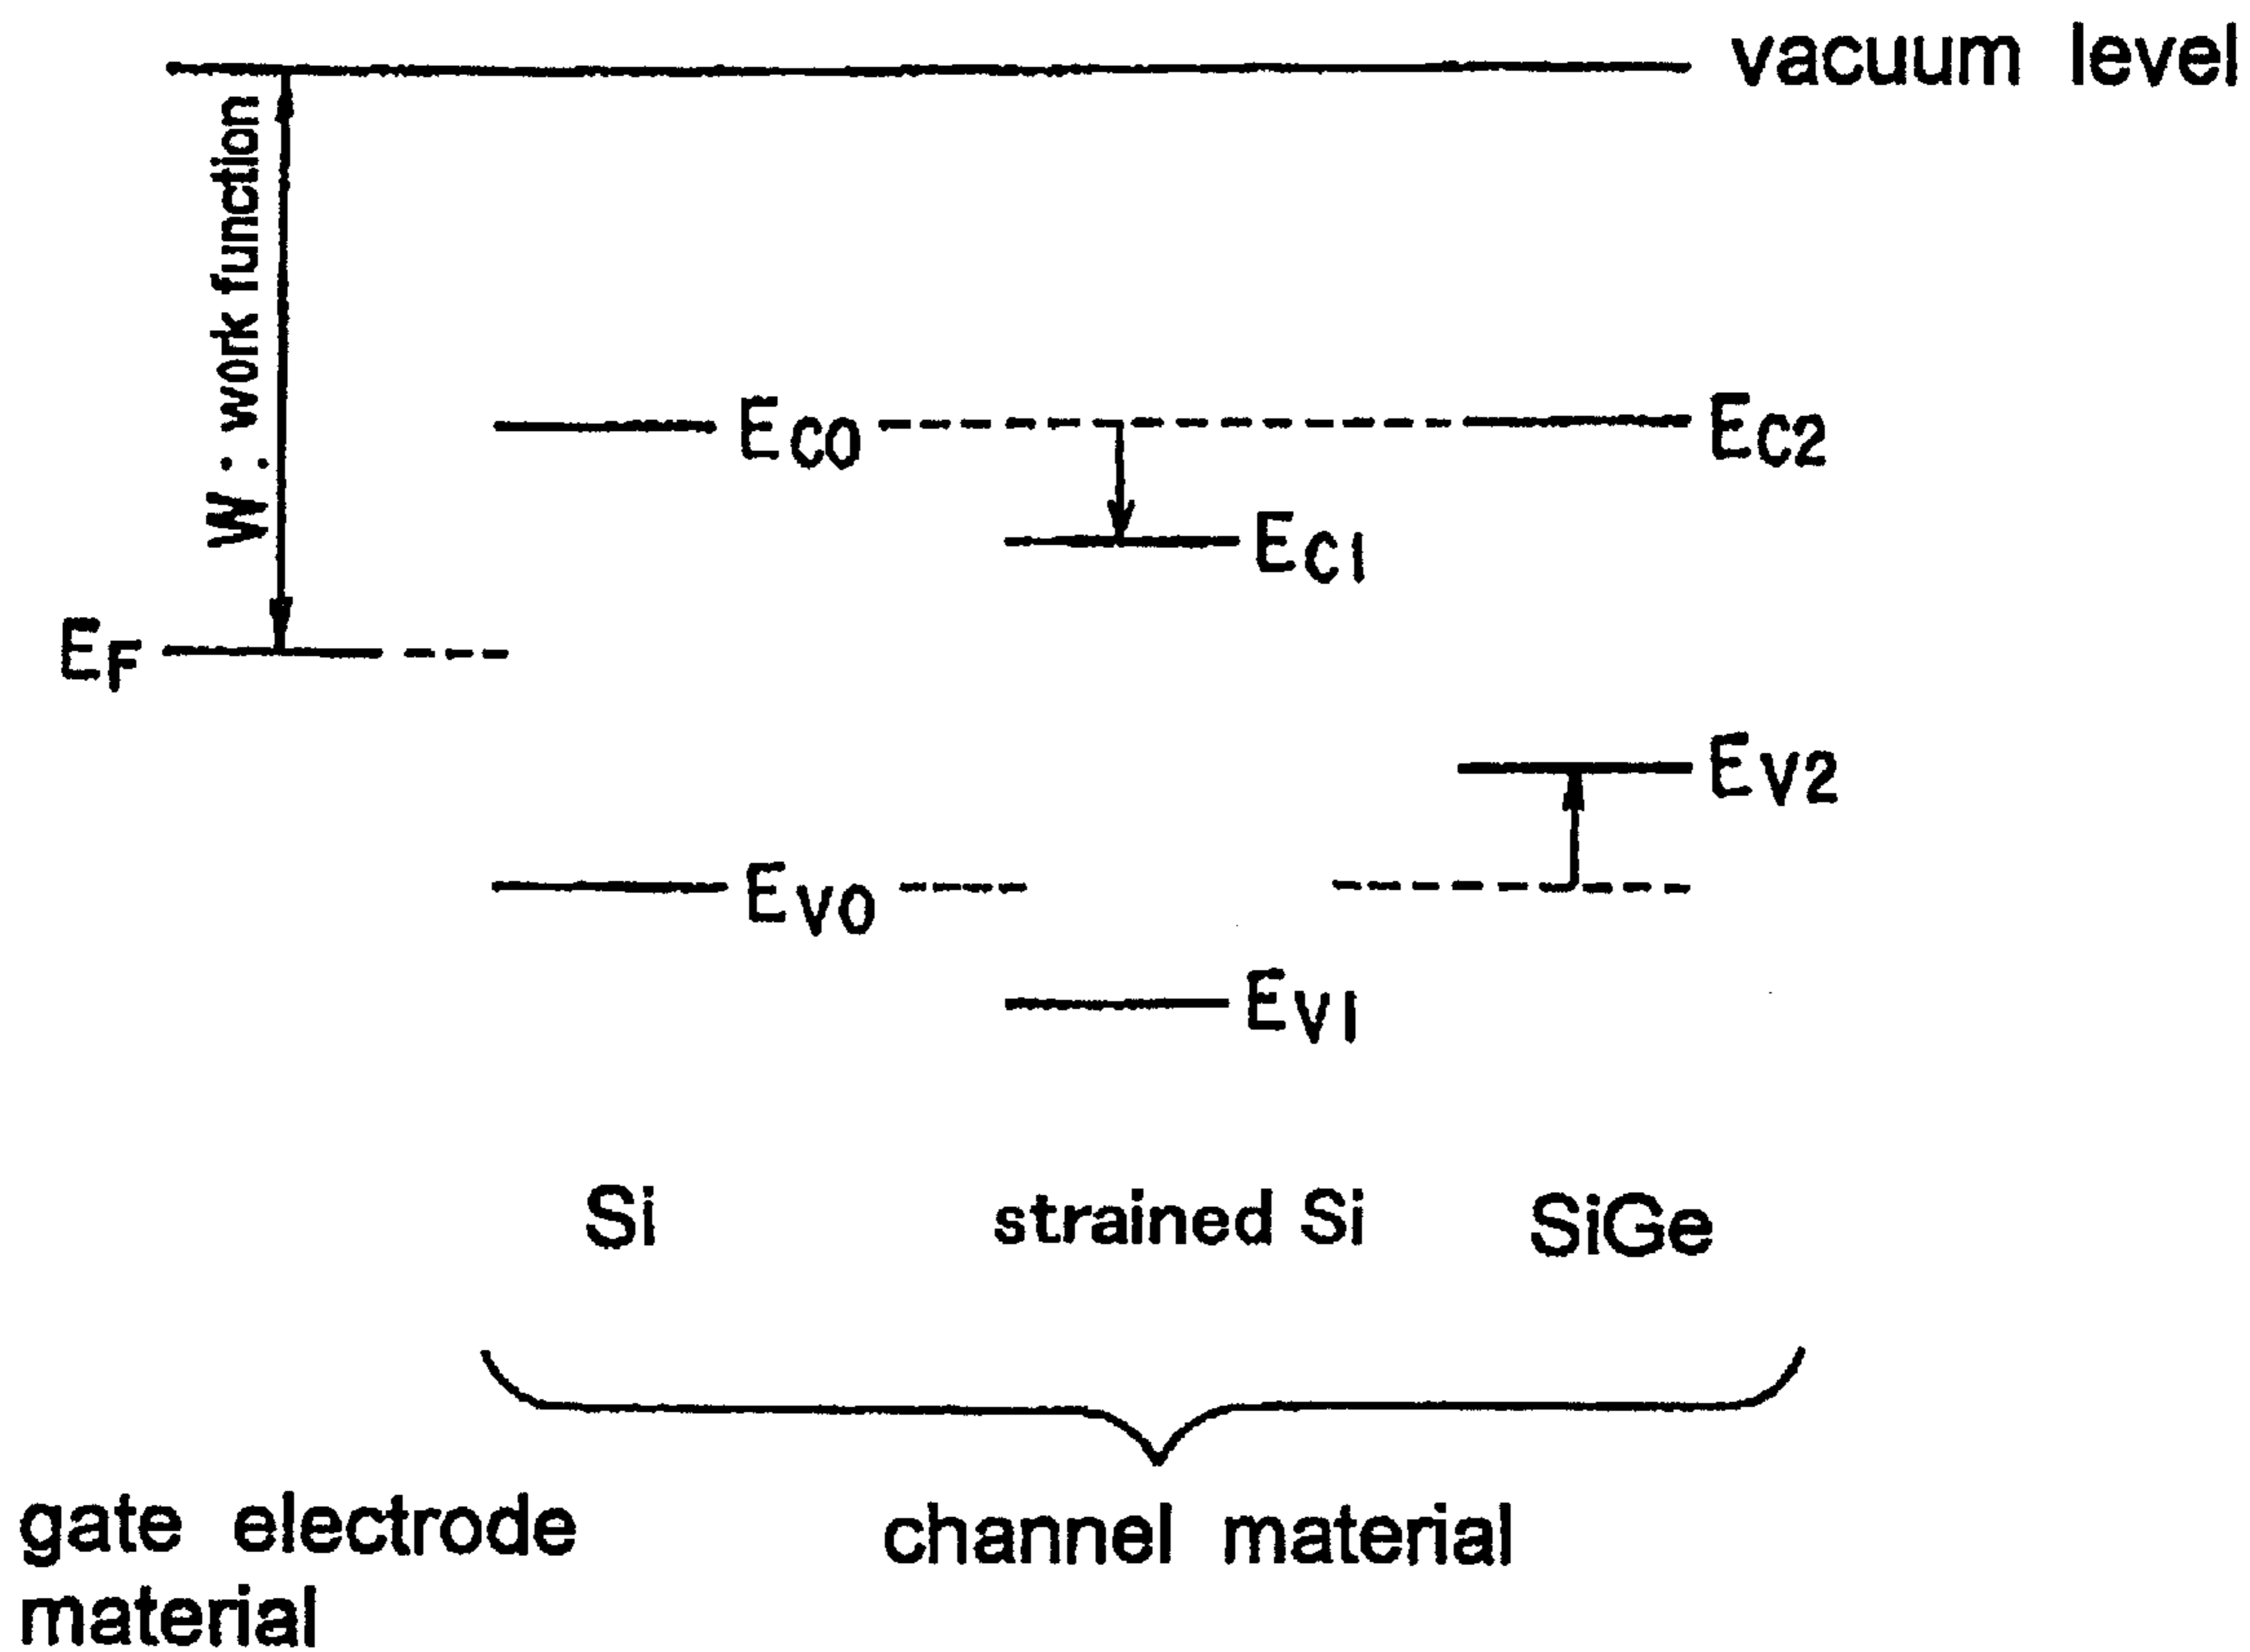 vacuum level
W : work function
EC0
EC2
EC1
EF
EV2
EV0
EV1
Si
strained Si
SiGe
gate electrode
material
channel material